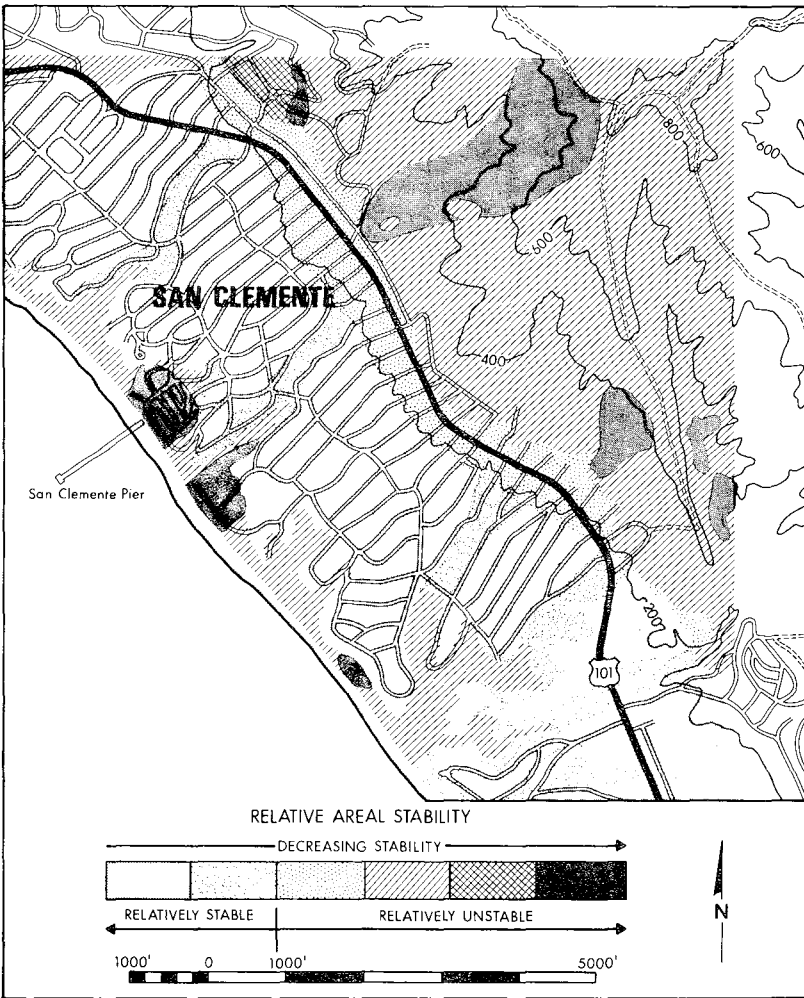 800
600
600
SAN CLEMENTE
400
San Clemente Pier
200
101
RELATIVE AREAL STABILITY
DECREASING STABILITY
RELATIVELY STABLE
RELATIVELY UNSTABLE
N
1000' 0 1000' 5000'